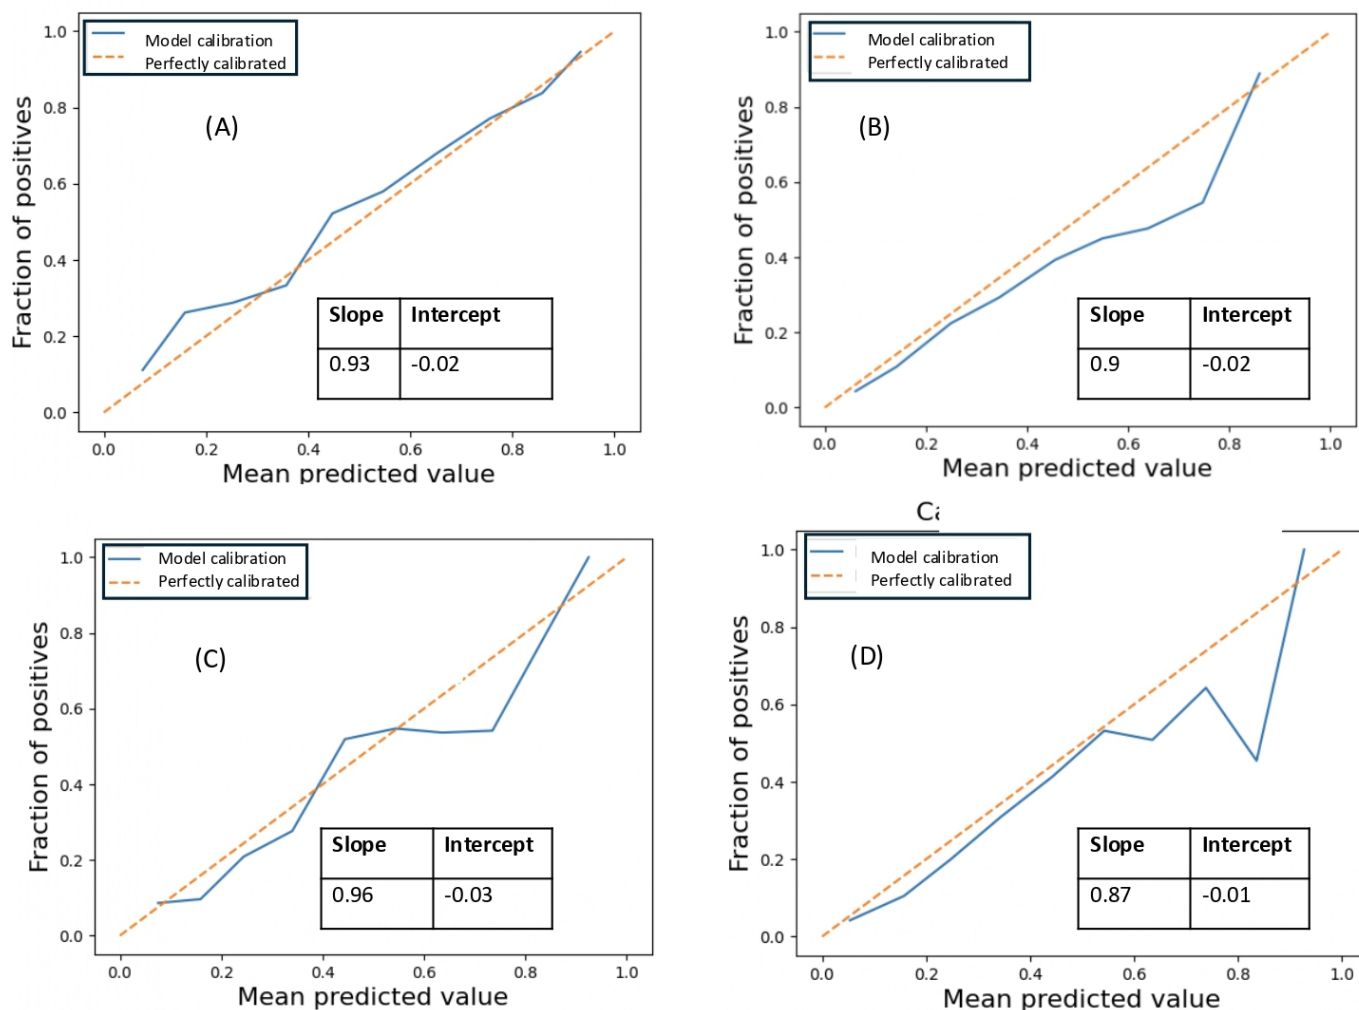 Model calibration
Perfectly calibrated
(A)
Fraction of positives
1.0
0.8
0.6
0.4
0.2
0.0
Slope Intercept
0.93 -0.02
0.0 0.2 0.4 0.6 0.8 1.0
Mean predicted value
Model calibration
Perfectly calibrated
(B)
Fraction of positives
1.0
0.8
0.6
0.4
0.2
0.0
Slope Intercept
0.9 -0.02
0.0 0.2 0.4 0.6 0.8 1.0
Mean predicted value
Model calibration
Perfectly calibrated
(C)
Fraction of positives
1.0
0.8
0.6
0.4
0.2
0.0
Slope Intercept
0.96 -0.03
0.0 0.2 0.4 0.6 0.8 1.0
Mean predicted value
Model calibration
Perfectly calibrated
(D)
Fraction of positives
1.0
0.8
0.6
0.4
0.2
0.0
Slope Intercept
0.87 -0.01
0.0 0.2 0.4 0.6 0.8 1.0
Mean predicted value